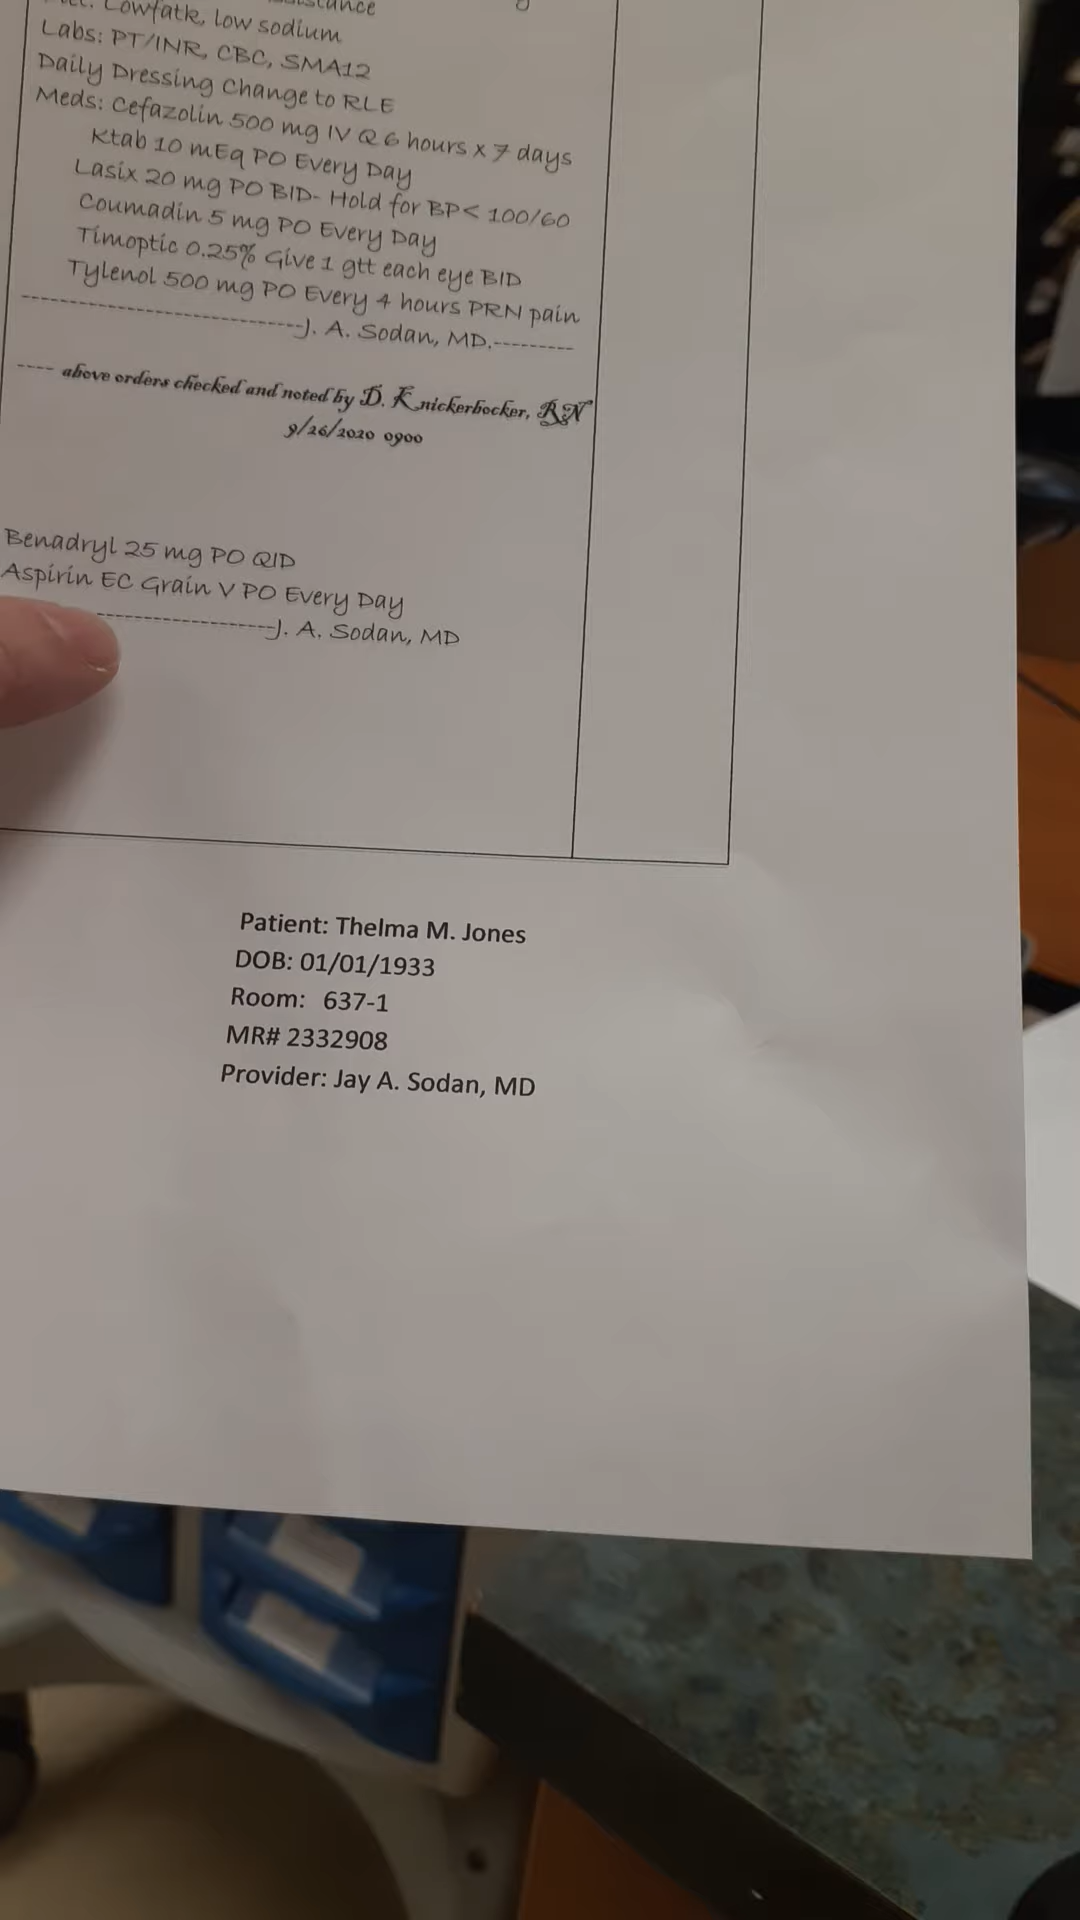 Lowfatk, low sodium
Labs: PT/INR, CBC, SMA12
Daily Dressing Change to RLE
Meds: Cefazolin 500 mg IV Q 6 hours x 7 days
Ktab 10 mEq PO Every Day
Lasix 20 mg PO BID- Hold for BP< 100/60
Coumadin 5 mg PO Every Day
Timoptic 0.25% Give 1 gtt each eye BID
Tylenol 500 mg PO Every 4 hours PRN pain
------------------------------J. A. Sodan, MD.---------
---- above orders checked and noted by D. Knickerbocker, RN
9/26/2020 0900
Benadryl 25 mg PO QID
Aspirin EC Grain V PO Every Day
-------------------J. A. Sodan, MD
Patient: Thelma M. Jones
DOB: 01/01/1933
Room: 637-1
MR# 2332908
Provider: Jay A. Sodan, MD